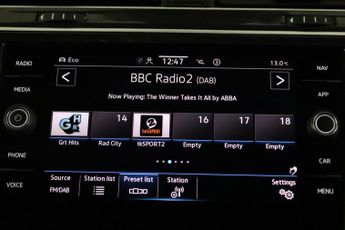 RADIO
MEDIA
PHONE
VOICE
Eco
12:47
13.0°C
BBC Radio2 (DAB)
Now Playing: The Winner Takes It All by ABBA
14
16
17
18
Grt Hits
Rad City
tkSPORT2
Empty
Empty
Empty
Source
FM/DAB
Station list
Preset list
Station
Settings
NAV
APP
CAR
MENU